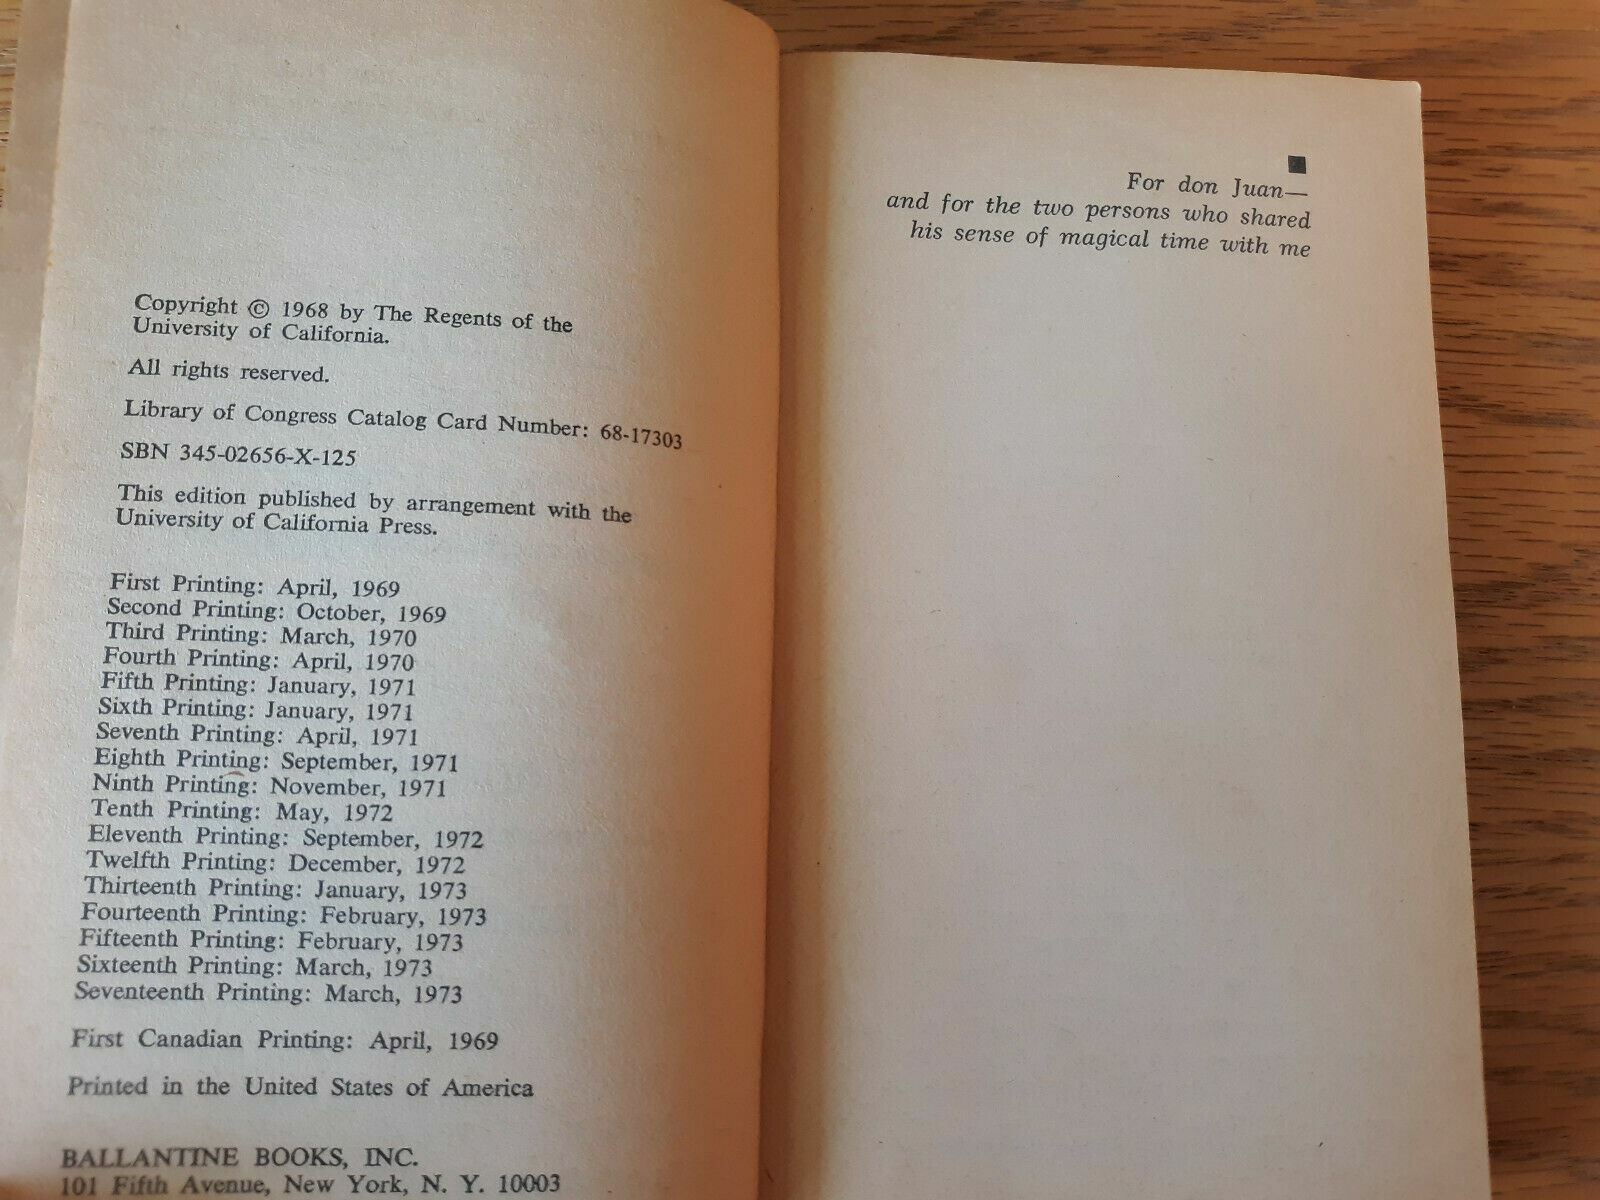 Copyright © 1968 by The Regents of the
University of California.
All rights reserved.
Library of Congress Catalog Card Number: 68-17303
SBN 345-02656-X-125
This edition published by arrangement with the
University of California Press.
First Printing: April, 1969
Second Printing: October, 1969
Third Printing: March, 1970
Fourth Printing: April, 1970
Fifth Printing: January, 1971
Sixth Printing: January, 1971
Seventh Printing: April, 1971
Eighth Printing: September, 1971
Ninth Printing: November, 1971
Tenth Printing: May, 1972
Eleventh Printing: September, 1972
Twelfth Printing: December, 1972
Thirteenth Printing: January, 1973
Fourteenth Printing: February, 1973
Fifteenth Printing: February, 1973
Sixteenth Printing: March, 1973
Seventeenth Printing: March, 1973
First Canadian Printing: April, 1969
Printed in the United States of America
BALLANTINE BOOKS, INC.
101 Fifth Avenue, New York, N. Y. 10003
For don Juan—
and for the two persons who shared
his sense of magical time with me